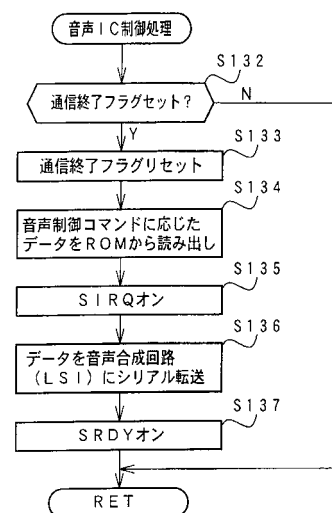 音声IC制御処理
S132
通信終了フラグセット?
N
Y
S133
通信終了フラグリセット
S134
音声制御コマンドに応じた
データをROMから読み出し
S135
SIRQオン
S136
データを音声合成回路
(LSI)にシリアル転送
S137
SRDYオン
RET